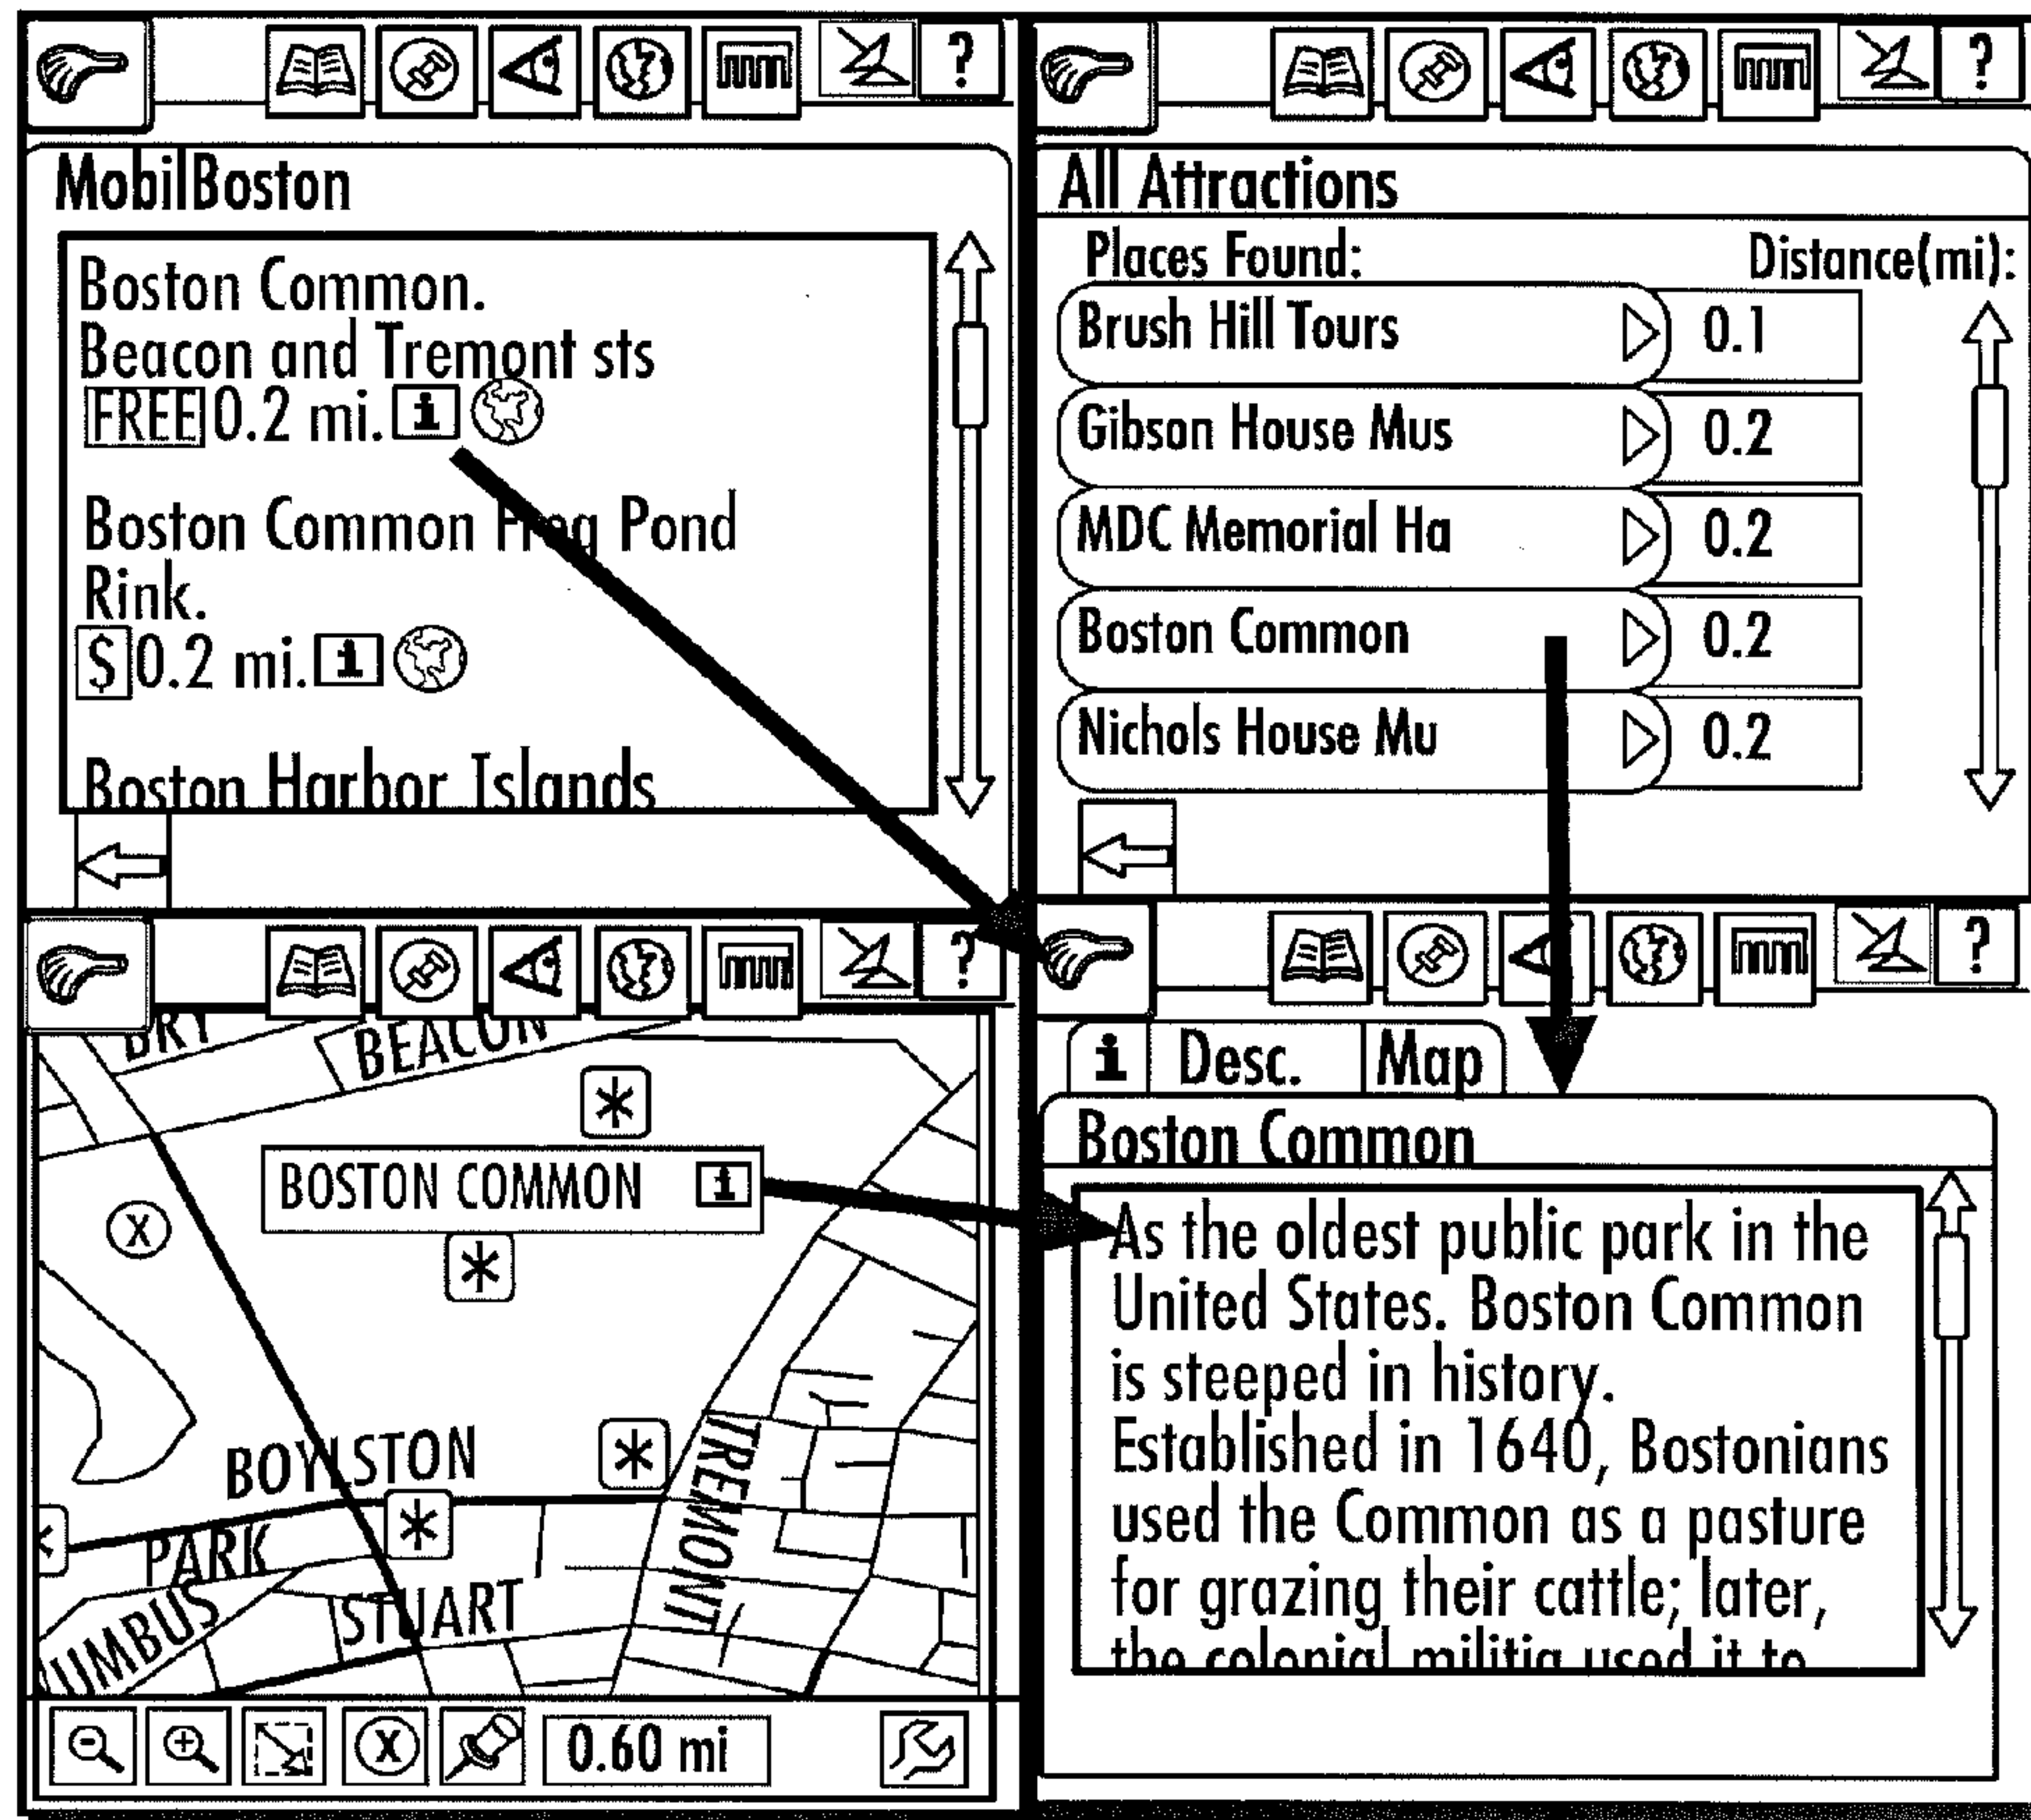 ?
MobilBoston
Boston Common.
Beacon and Tremont sts
FREE 0.2 mi. i
Boston Common Frog Pond
Rink.
$ 0.2 mi. i
Boston Harbor Islands
?
All Attractions
Places Found: Distance(mi):
Brush Hill Tours 0.1
Gibson House Mus 0.2
MDC Memorial Ha 0.2
Boston Common 0.2
Nichols House Mu 0.2
?
BRY
BEACON
BOSTON COMMON i
X
BOYLSTON
TREMONT
PARK
STUART
UMBUS
X 0.60 mi
?
i Desc. Map
Boston Common
As the oldest public park in the
United States. Boston Common
is steeped in history.
Established in 1640, Bostonians
used the Common as a pasture
for grazing their cattle; later,
the colonial militia used it to